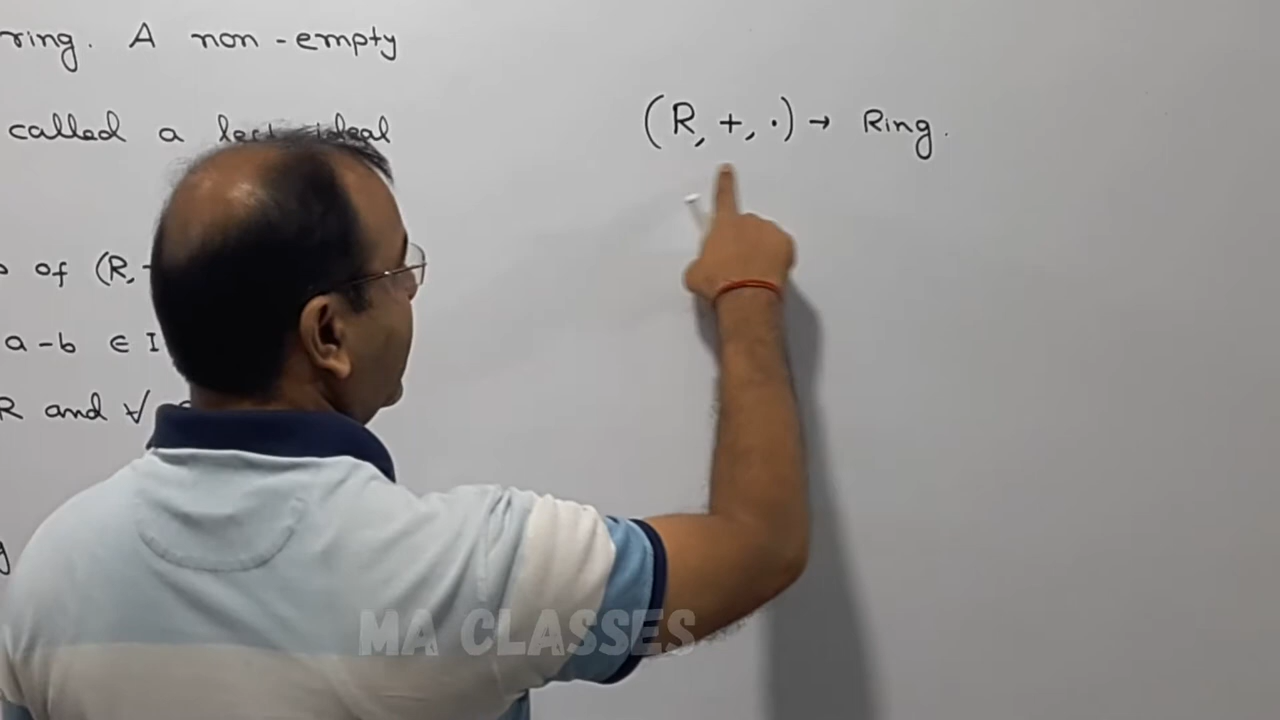 ring. A non-empty
called a left ideal
(R, +, ·) → Ring.
of (R,
a-b ∈ I
R and ∀
MA CLASSES